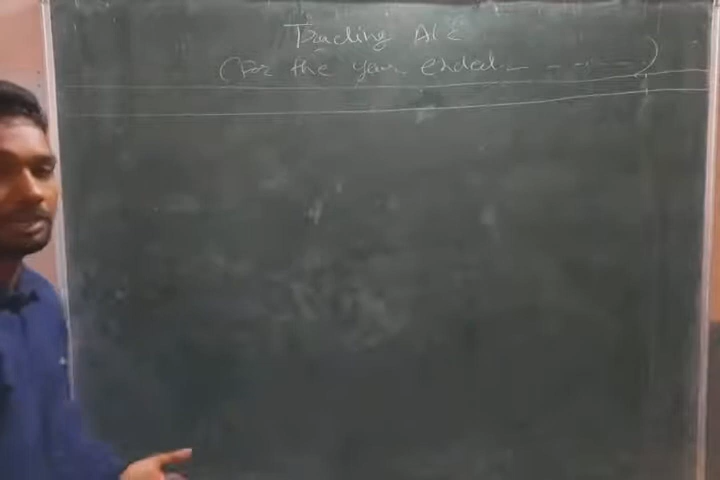 Trading A/C
(For the year ended - - - - - -)